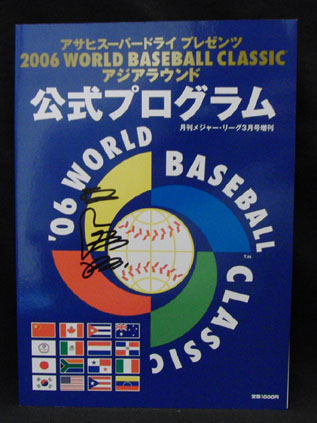 アサヒスーパードライ プレゼンツ
2006 WORLD BASEBALL CLASSIC
アジアラウンド
公式プログラム
月刊メジャー・リーグ3月号増刊
'06 WORLD
BASEBALL
CLASSIC
TM
定価1000円